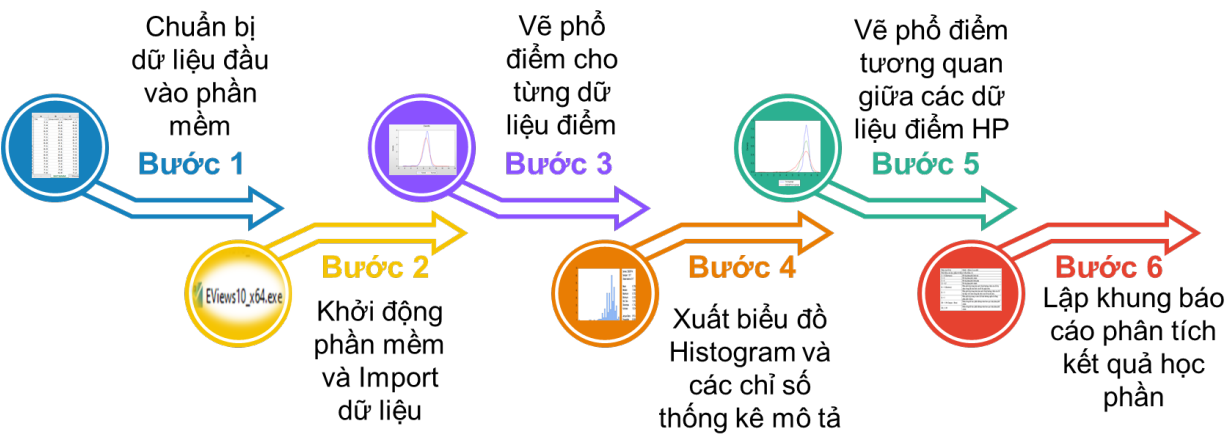 Chuẩn bị
dữ liệu đầu
vào phần
mềm
Bước 1
Bước 2
Khởi động
phần mềm
và Import
dữ liệu
EViews10_x64.exe
Vẽ phổ
điểm cho
từng dữ
liệu điểm
Bước 3
Bước 4
Xuất biểu đồ
Histogram và
các chỉ số
thống kê mô tả
Vẽ phổ điểm
tương quan
giữa các dữ
liệu điểm HP
Bước 5
Bước 6
Lập khung báo
cáo phân tích
kết quả học
phần